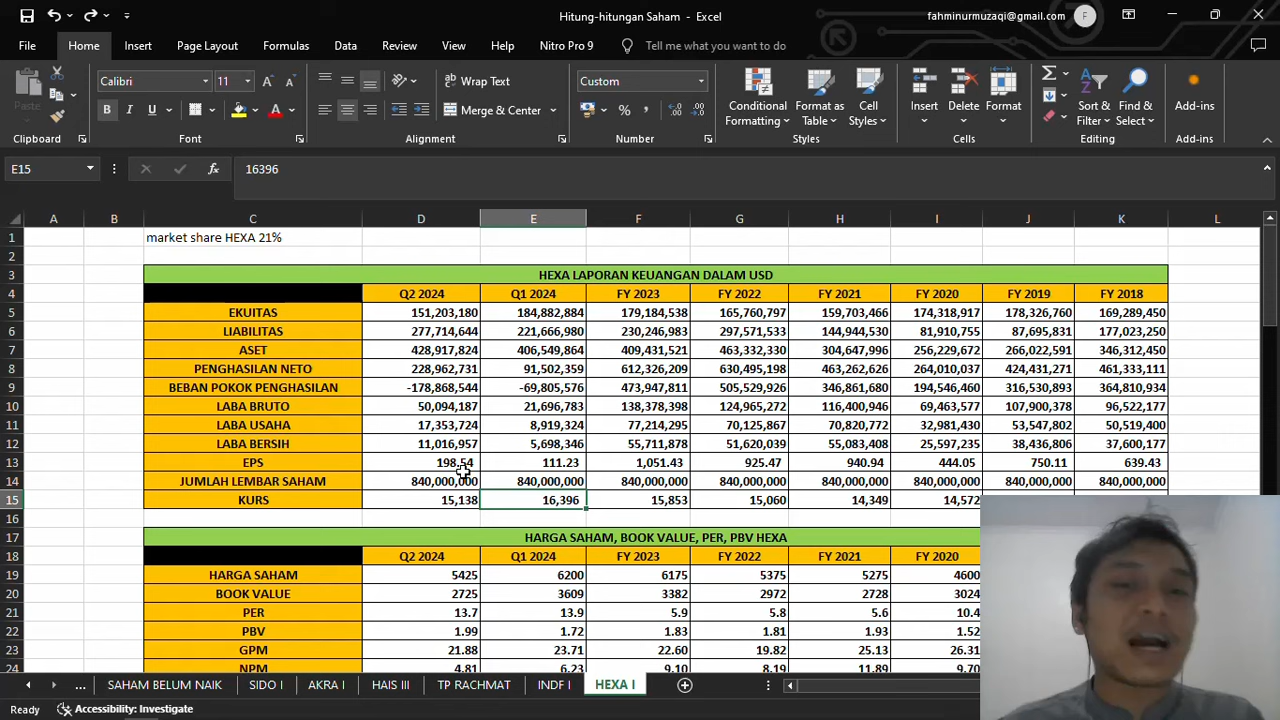 Hitung-hitungan Saham - Excel
fahminurmuzaqi@gmail.com
F
File Home Insert Page Layout Formulas Data Review View Help Nitro Pro 9 Tell me what you want to do
Paste
Calibri 11
B I U
Wrap Text
Merge & Center
Custom
Conditional Formatting
Format as Table
Cell Styles
Insert
Delete
Format
Sort & Filter
Find & Select
Add-ins
Clipboard Font Alignment Number Styles Cells Editing Add-ins
E15 fx 16396
A B C D E F G H I J K L
1 market share HEXA 21%
2
3 HEXA LAPORAN KEUANGAN DALAM USD
4 Q2 2024 Q1 2024 FY 2023 FY 2022 FY 2021 FY 2020 FY 2019 FY 2018
5 EKUITAS 151,203,180 184,882,884 179,184,538 165,760,797 159,703,466 174,318,917 178,326,760 169,289,450
6 LIABILITAS 277,714,644 221,666,980 230,246,983 297,571,533 144,944,530 81,910,755 87,695,831 177,023,250
7 ASET 428,917,824 406,549,864 409,431,521 463,332,330 304,647,996 256,229,672 266,022,591 346,312,450
8 PENGHASILAN NETO 228,962,731 91,502,359 612,326,209 630,495,198 463,262,626 264,010,037 424,431,271 461,333,111
9 BEBAN POKOK PENGHASILAN -178,868,544 -69,805,576 473,947,811 505,529,926 346,861,680 194,546,460 316,530,893 364,810,934
10 LABA BRUTO 50,094,187 21,696,783 138,378,398 124,965,272 116,400,946 69,463,577 107,900,378 96,522,177
11 LABA USAHA 17,353,724 8,919,324 77,214,295 70,125,867 70,820,772 32,981,430 53,547,802 50,519,400
12 LABA BERSIH 11,016,957 5,698,346 55,711,878 51,620,039 55,083,408 25,597,235 38,436,806 37,600,177
13 EPS 198.54 111.23 1,051.43 925.47 940.94 444.05 750.11 639.43
14 JUMLAH LEMBAR SAHAM 840,000,000 840,000,000 840,000,000 840,000,000 840,000,000 840,000,000 840,000,000 840,000,000
15 KURS 15,138 16,396 15,853 15,060 14,349 14,572
16
17 HARGA SAHAM, BOOK VALUE, PER, PBV HEXA
18 Q2 2024 Q1 2024 FY 2023 FY 2022 FY 2021 FY 2020
19 HARGA SAHAM 5425 6200 6175 5375 5275 4600
20 BOOK VALUE 2725 3609 3382 2972 2728 3024
21 PER 13.7 13.9 5.9 5.8 5.6 10.4
22 PBV 1.99 1.72 1.83 1.81 1.93 1.52
23 GPM 21.88 23.71 22.60 19.82 25.13 26.31
24 NPM 4.81 6.23 9.10 8.19 11.89 9.70
... SAHAM BELUM NAIK SIDO I AKRA I HAIS III TP RACHMAT INDF I HEXA I
Ready Accessibility: Investigate